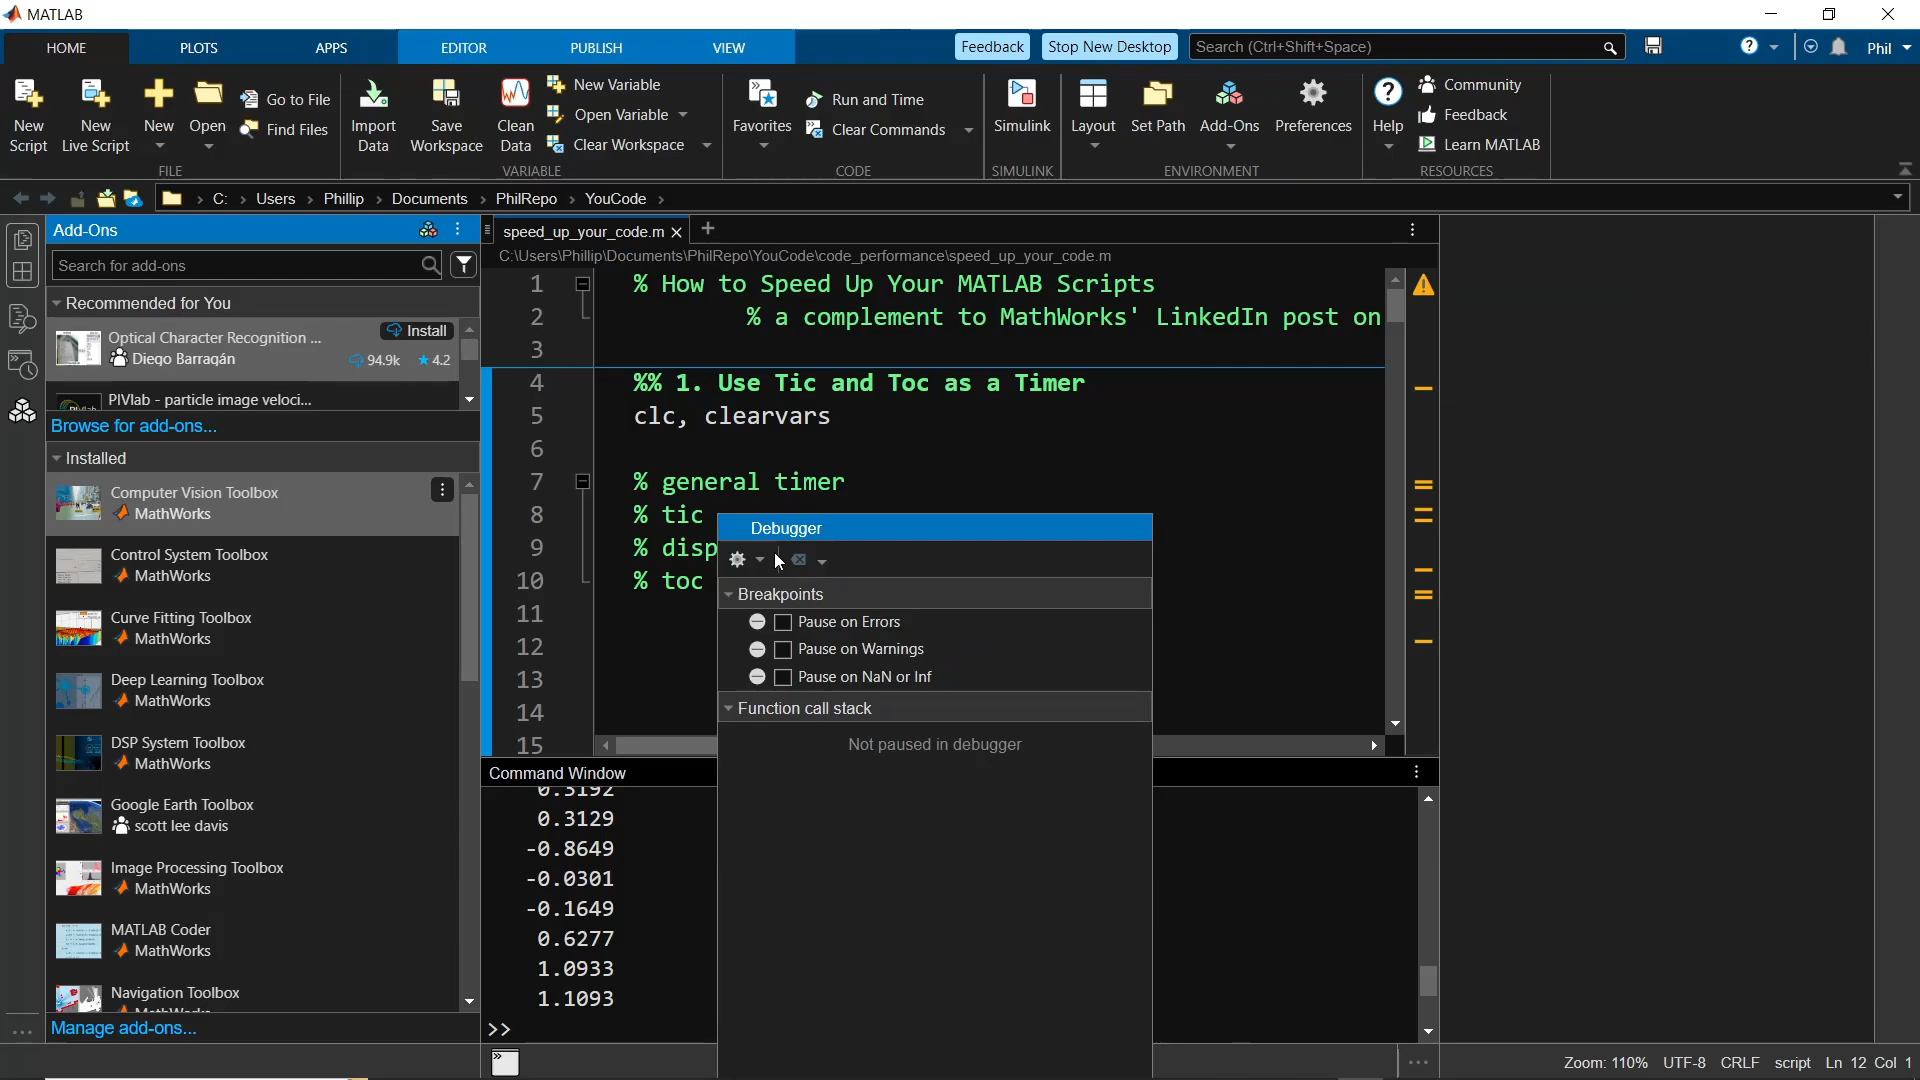 MATLAB
HOME
PLOTS
APPS
EDITOR
PUBLISH
VIEW
Feedback
Stop New Desktop
Search (Ctrl+Shift+Space)
Phil
New Script
New Live Script
New
Open
Go to File
Find Files
FILE
Import Data
Save Workspace
Clean Data
New Variable
Open Variable
Clear Workspace
VARIABLE
Favorites
Run and Time
Clear Commands
CODE
Simulink
SIMULINK
Layout
Set Path
Add-Ons
Preferences
ENVIRONMENT
Help
Community
Feedback
Learn MATLAB
RESOURCES
C: › Users › Phillip › Documents › PhilRepo › YouCode ›
Add-Ons
Search for add-ons
Recommended for You
Optical Character Recognition ...
Install
Diego Barragán
94.9k
4.2
PIVlab - particle image veloci...
Browse for add-ons...
Installed
Computer Vision Toolbox
MathWorks
Control System Toolbox
MathWorks
Curve Fitting Toolbox
MathWorks
Deep Learning Toolbox
MathWorks
DSP System Toolbox
MathWorks
Google Earth Toolbox
scott lee davis
Image Processing Toolbox
MathWorks
MATLAB Coder
MathWorks
Navigation Toolbox
Manage add-ons...
speed_up_your_code.m
C:\Users\Phillip\Documents\PhilRepo\YouCode\code_performance\speed_up_your_code.m
1 % How to Speed Up Your MATLAB Scripts
2 % a complement to MathWorks' LinkedIn post on
3
4 %% 1. Use Tic and Toc as a Timer
5 clc, clearvars
6
7 % general timer
8 % tic
9 % disp
10 % toc
11
12
13
14
15
Debugger
Breakpoints
Pause on Errors
Pause on Warnings
Pause on NaN or Inf
Function call stack
Not paused in debugger
Command Window
0.3192
0.3129
-0.8649
-0.0301
-0.1649
0.6277
1.0933
1.1093
>>
Zoom: 110% UTF-8 CRLF script Ln 12 Col 1